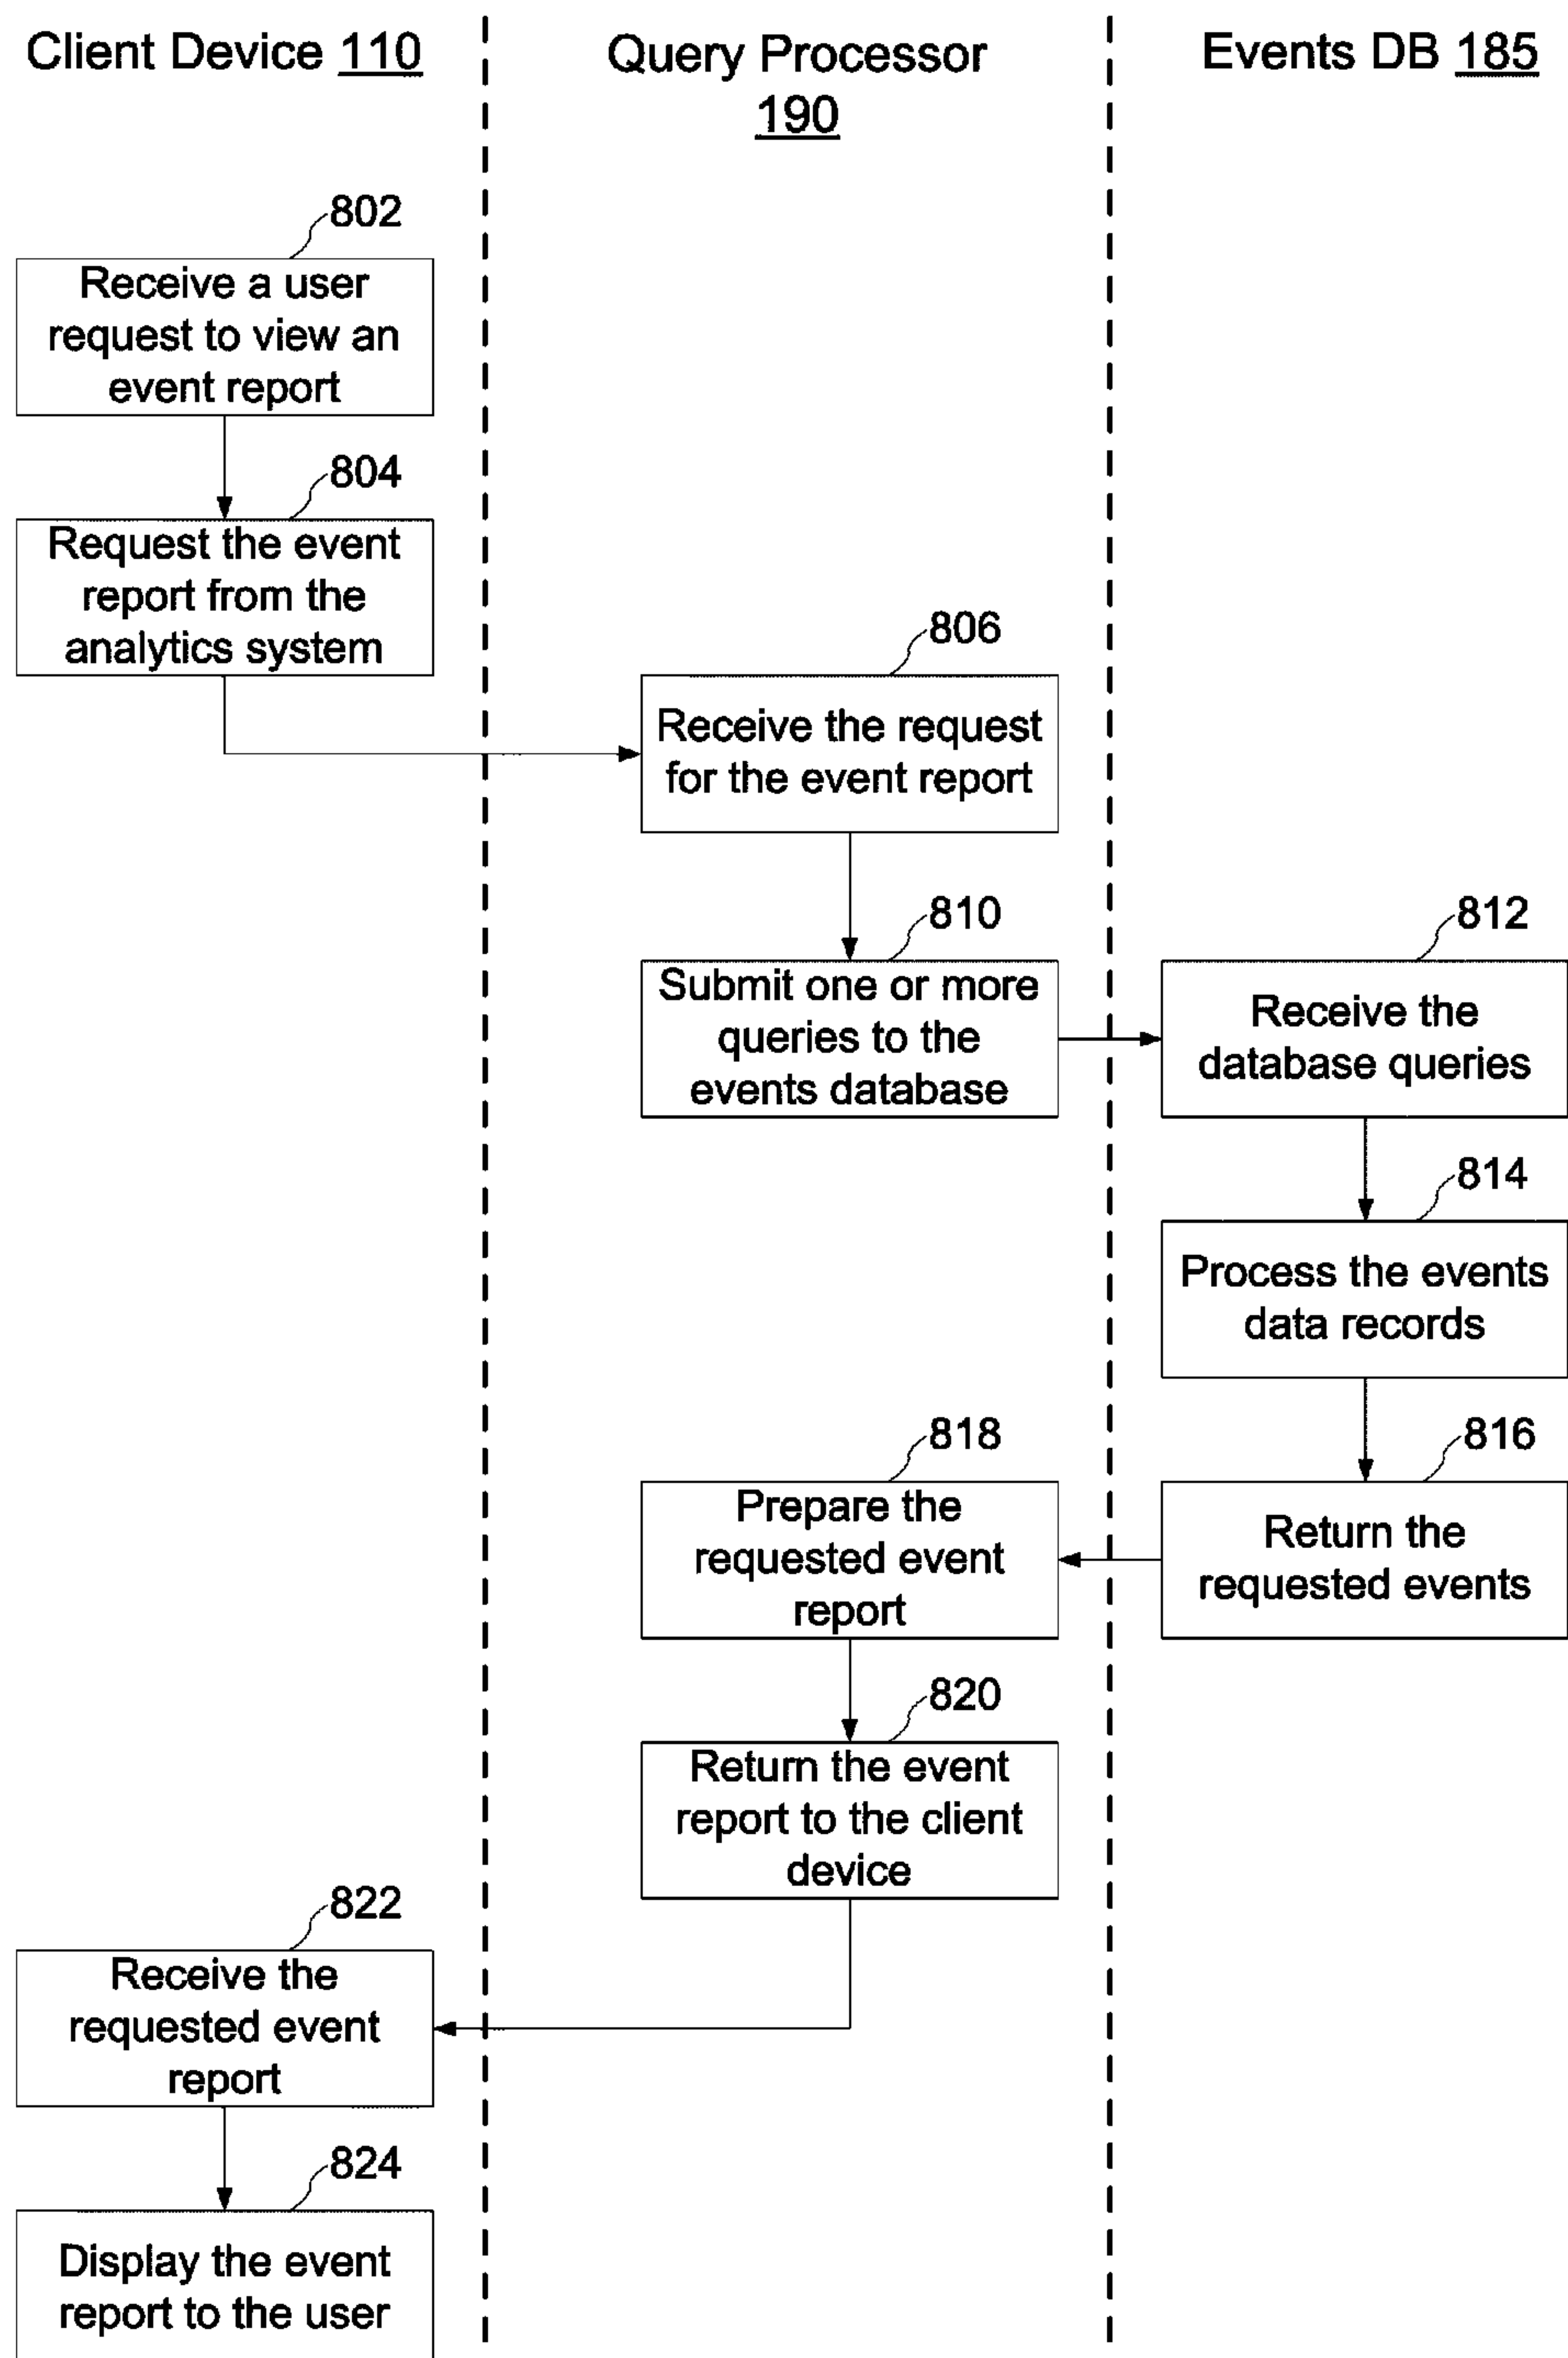 Client Device 110
Query Processor
190
Events DB 185
802
Receive a user
request to view an
event report
804
Request the event
report from the
analytics system
806
Receive the request
for the event report
810
Submit one or more
queries to the
events database
812
Receive the
database queries
814
Process the events
data records
816
Return the
requested events
818
Prepare the
requested event
report
820
Return the event
report to the client
device
822
Receive the
requested event
report
824
Display the event
report to the user